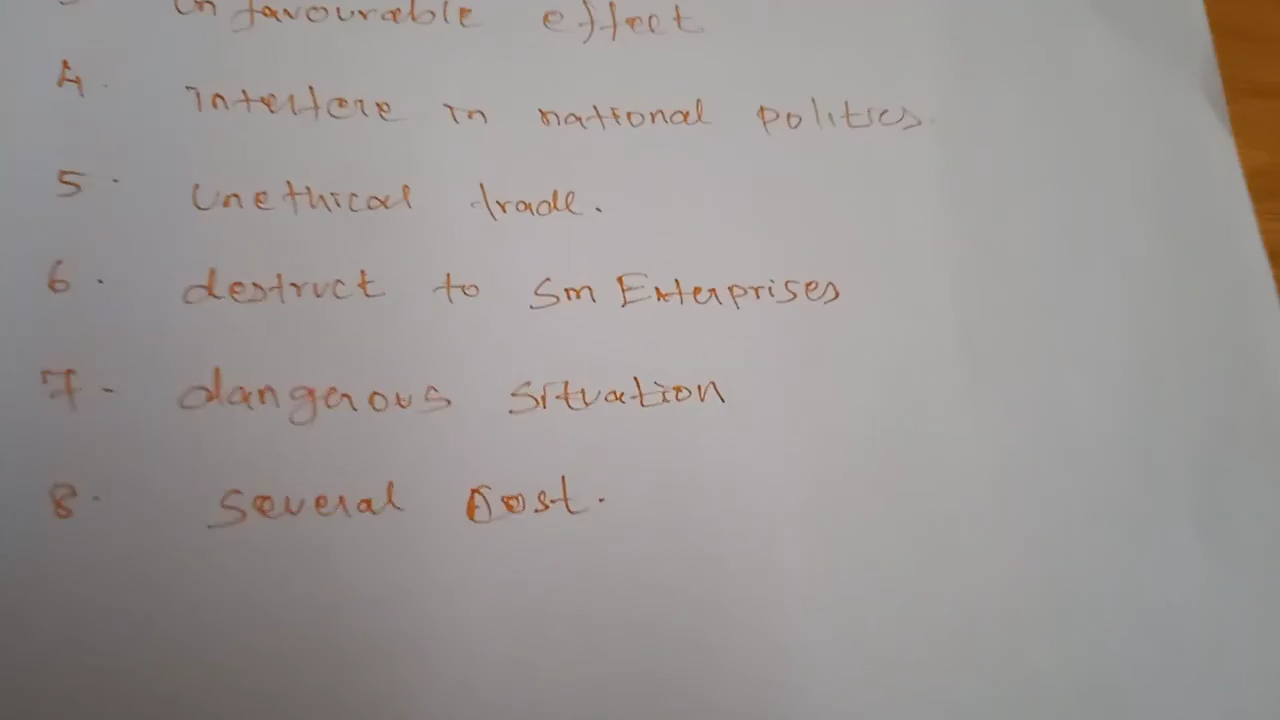 unfavourable effect
4. interfere in national politics
5. unethical trade.
6. destruct to Sm Enterprises
7- dangerous situation
8. several cost.